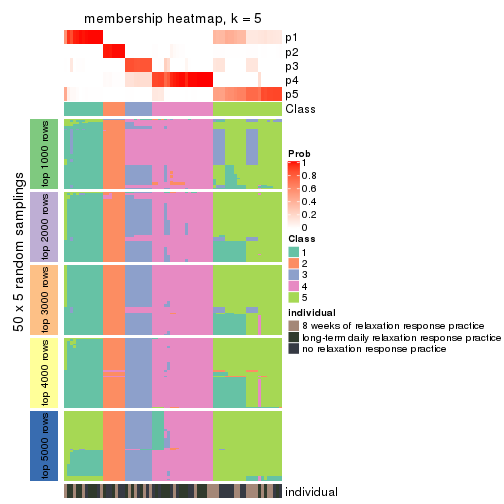 membership heatmap, k = 5
p1
p2
p3
p4
p5
Class
50 x 5 random samplings
top 1000 rows
top 2000 rows
top 3000 rows
top 4000 rows
top 5000 rows
individual
Prob
1
0.8
0.6
0.4
0.2
0
Class
1
2
3
4
5
individual
8 weeks of relaxation response practice
long-term daily relaxation response practice
no relaxation response practice